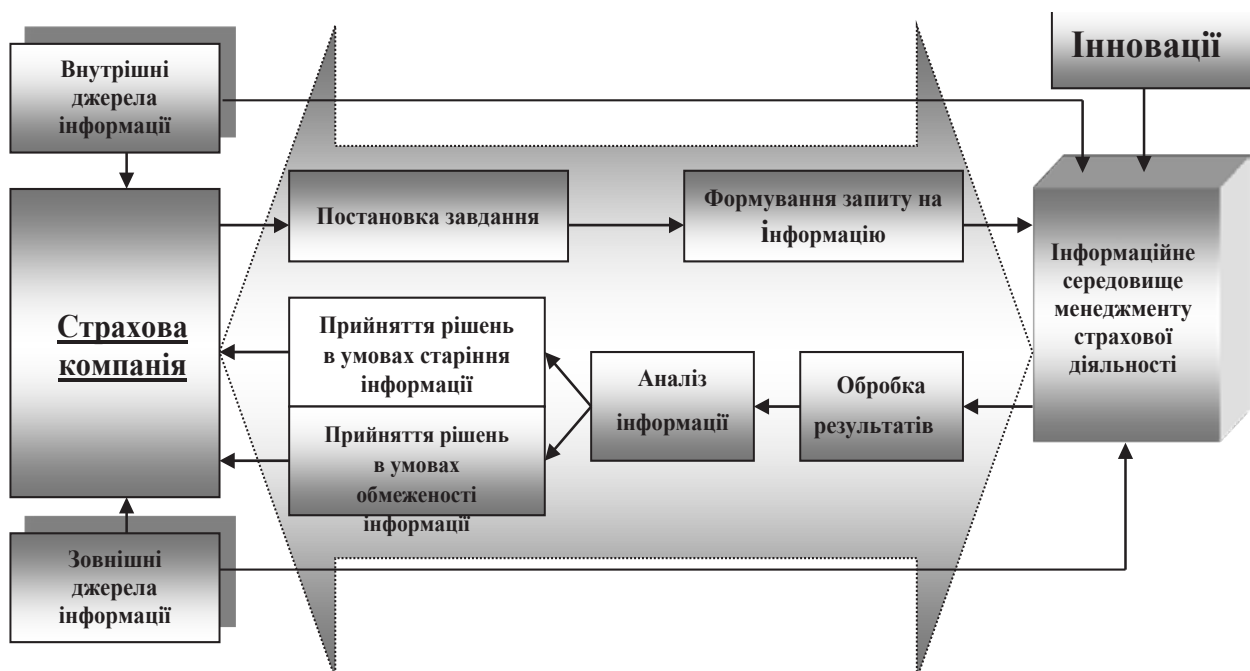 Внутрішні
джерела
інформації
Інновації
Постановка завдання
Формування запиту на
інформацію
Страхова
компанія
Прийняття рішень
в умовах старіння
інформації
Прийняття рішень
в умовах
обмеженості
інформації
Аналіз
інформації
Обробка
результатів
Інформаційне
середовище
менеджменту
страхової
діяльності
Зовнішні
джерела
інформації